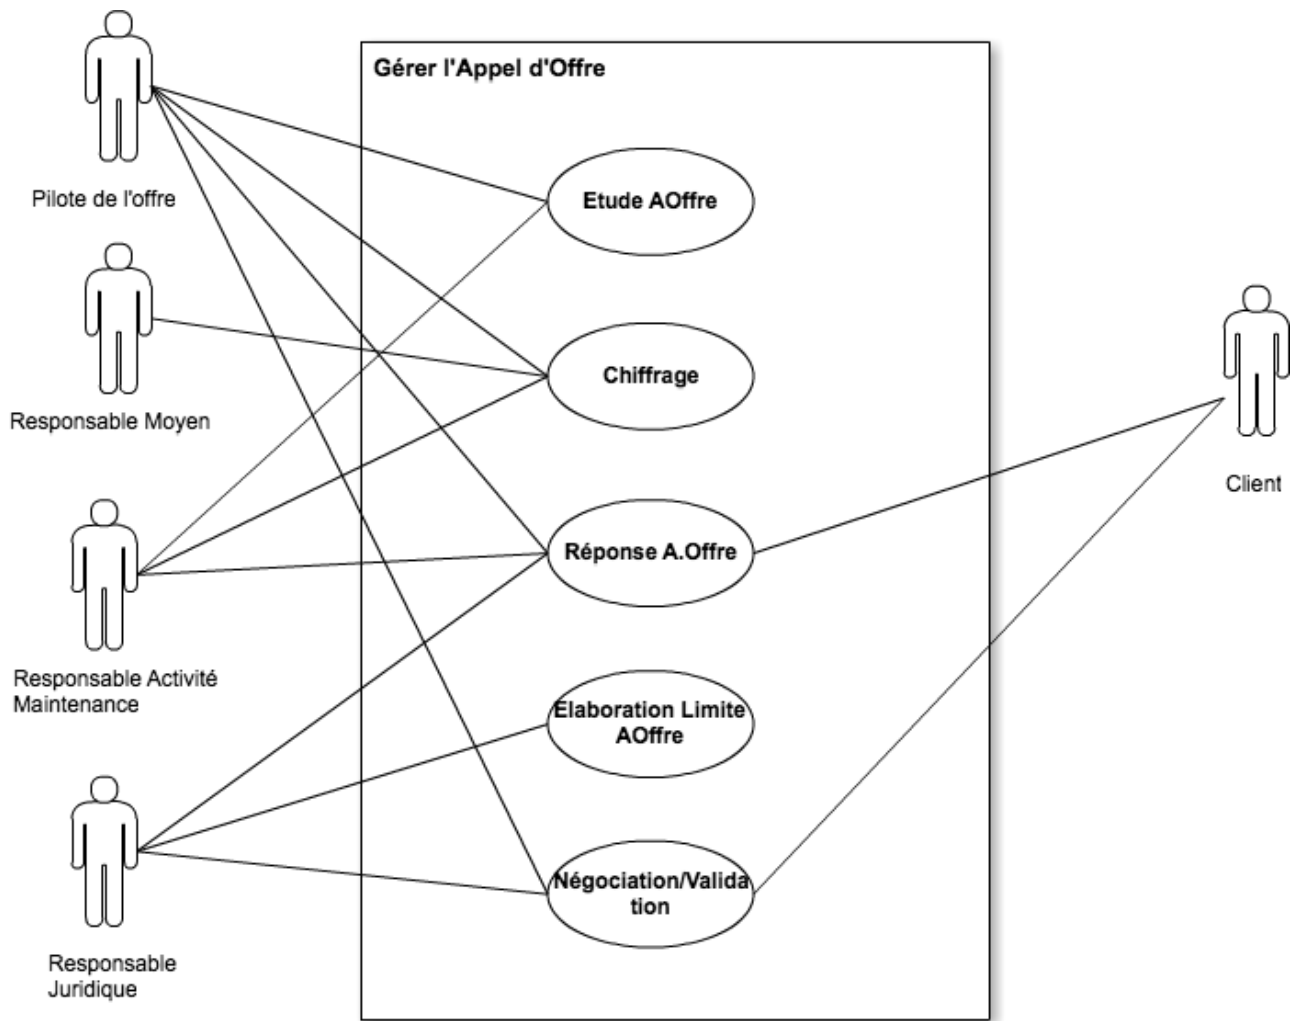 Gérer l'Appel d'Offre
Pilote de l'offre
Etude AOffre
Responsable Moyen
Chiffrage
Client
Réponse A.Offre
Responsable Activité
Maintenance
Elaboration Limite
AOffre
Négociation/Valida
tion
Responsable
Juridique